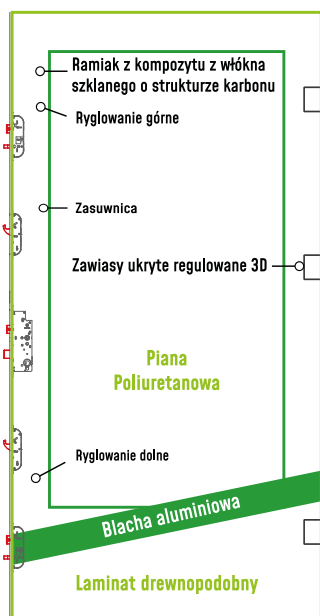 Ramiak z kompozytu z włókna
szklanego o strukturze karbonu
Ryglowanie górne
Zasuwnica
Zawiasy ukryte regulowane 3D
Piana
Poliuretanowa
Ryglowanie dolne
Blacha aluminiowa
Laminat drewnopodobny